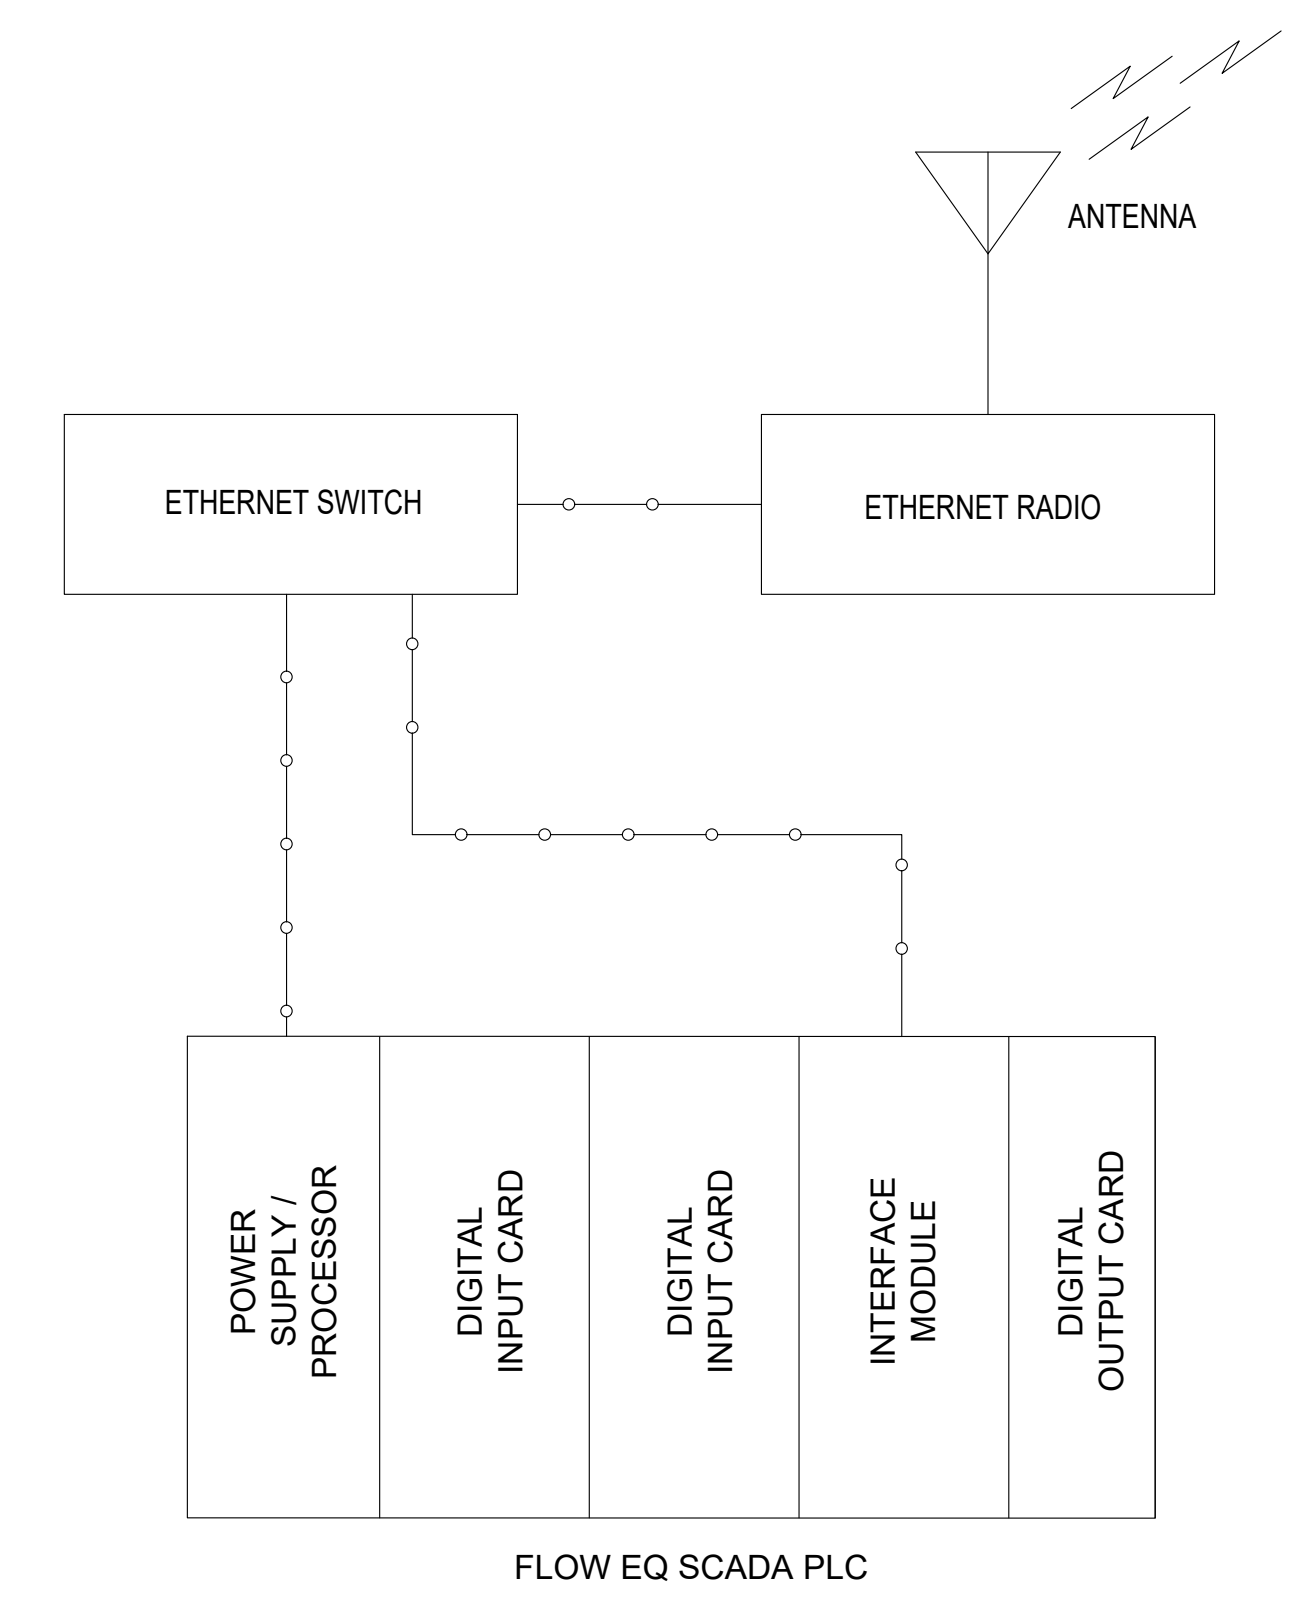 ANTENNA
ETHERNET SWITCH
ETHERNET RADIO
POWER
SUPPLY /
PROCESSOR
DIGITAL
INPUT CARD
DIGITAL
INPUT CARD
INTERFACE
MODULE
DIGITAL
OUTPUT CARD
FLOW EQ SCADA PLC